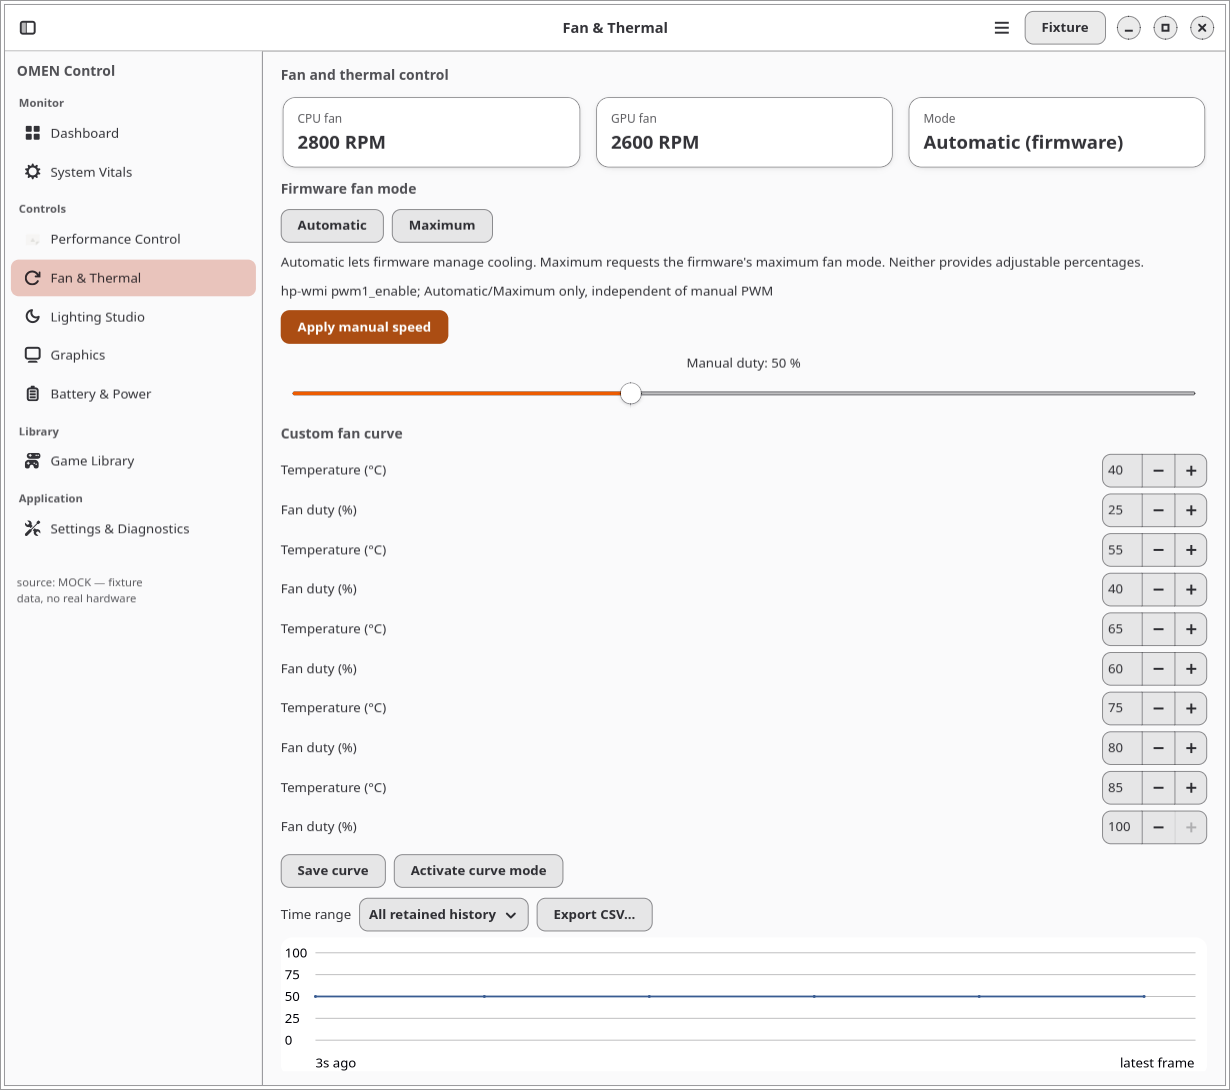 Fan & Thermal
Fixture
OMEN Control
Monitor
Dashboard
System Vitals
Controls
Performance Control
Fan & Thermal
Lighting Studio
Graphics
Battery & Power
Library
Game Library
Application
Settings & Diagnostics
source: MOCK — fixture
data, no real hardware
Fan and thermal control
CPU fan
2800 RPM
GPU fan
2600 RPM
Mode
Automatic (firmware)
Firmware fan mode
Automatic
Maximum
Automatic lets firmware manage cooling. Maximum requests the firmware's maximum fan mode. Neither provides adjustable percentages.
hp-wmi pwm1_enable; Automatic/Maximum only, independent of manual PWM
Apply manual speed
Manual duty: 50 %
Custom fan curve
Temperature (°C) 40
Fan duty (%) 25
Temperature (°C) 55
Fan duty (%) 40
Temperature (°C) 65
Fan duty (%) 60
Temperature (°C) 75
Fan duty (%) 80
Temperature (°C) 85
Fan duty (%) 100
Save curve
Activate curve mode
Time range All retained history Export CSV...
100
75
50
25
0
3s ago
latest frame